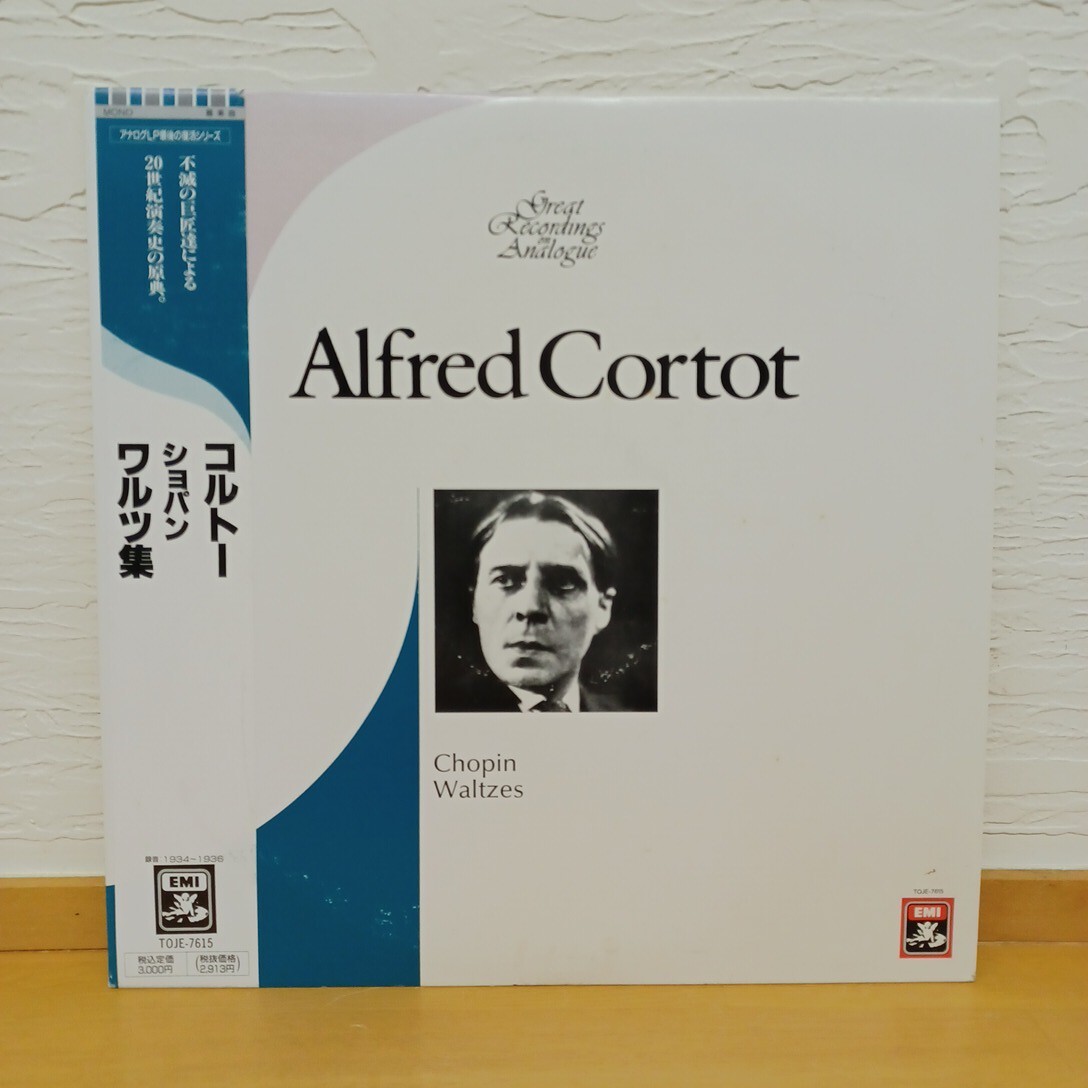 MONO
アナログLP最後の復活シリーズ
不滅の巨匠達による
20世紀演奏史の原典。
コルトー
ショパン
ワルツ集
録音 1934-1936
EMI
TOJE-7615
税込定価
3,000円
(税抜価格
2,913円)
Great
Recordings
on
Analogue
Alfred Cortot
Chopin
Waltzes
TOJE-7615
EMI